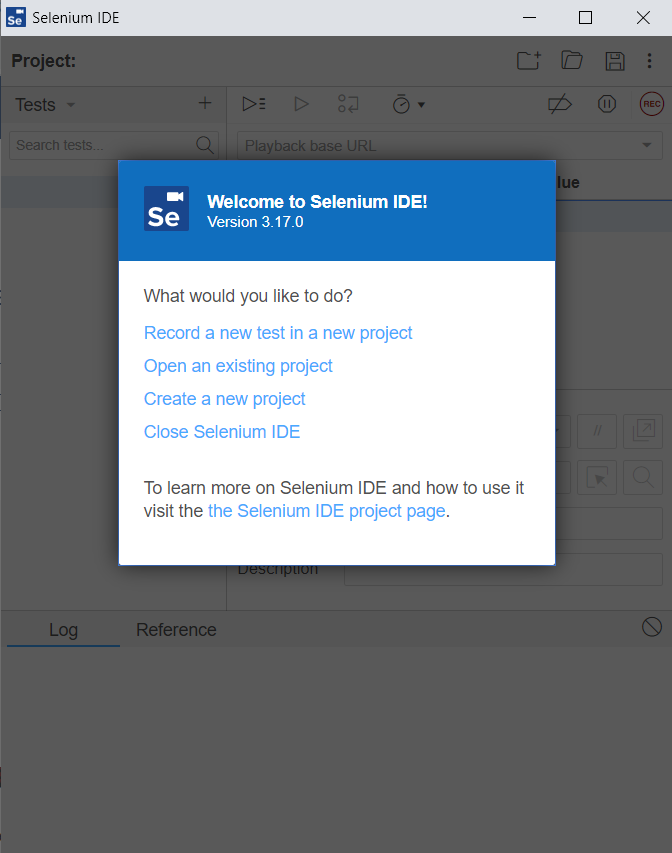 Se
Selenium IDE
Project:
Tests
REC
Search tests...
Playback base URL
lue
Se
Welcome to Selenium IDE!
Version 3.17.0
What would you like to do?
Record a new test in a new project
Open an existing project
Create a new project
Close Selenium IDE
//
To learn more on Selenium IDE and how to use it
visit the the Selenium IDE project page.
Description
Log
Reference